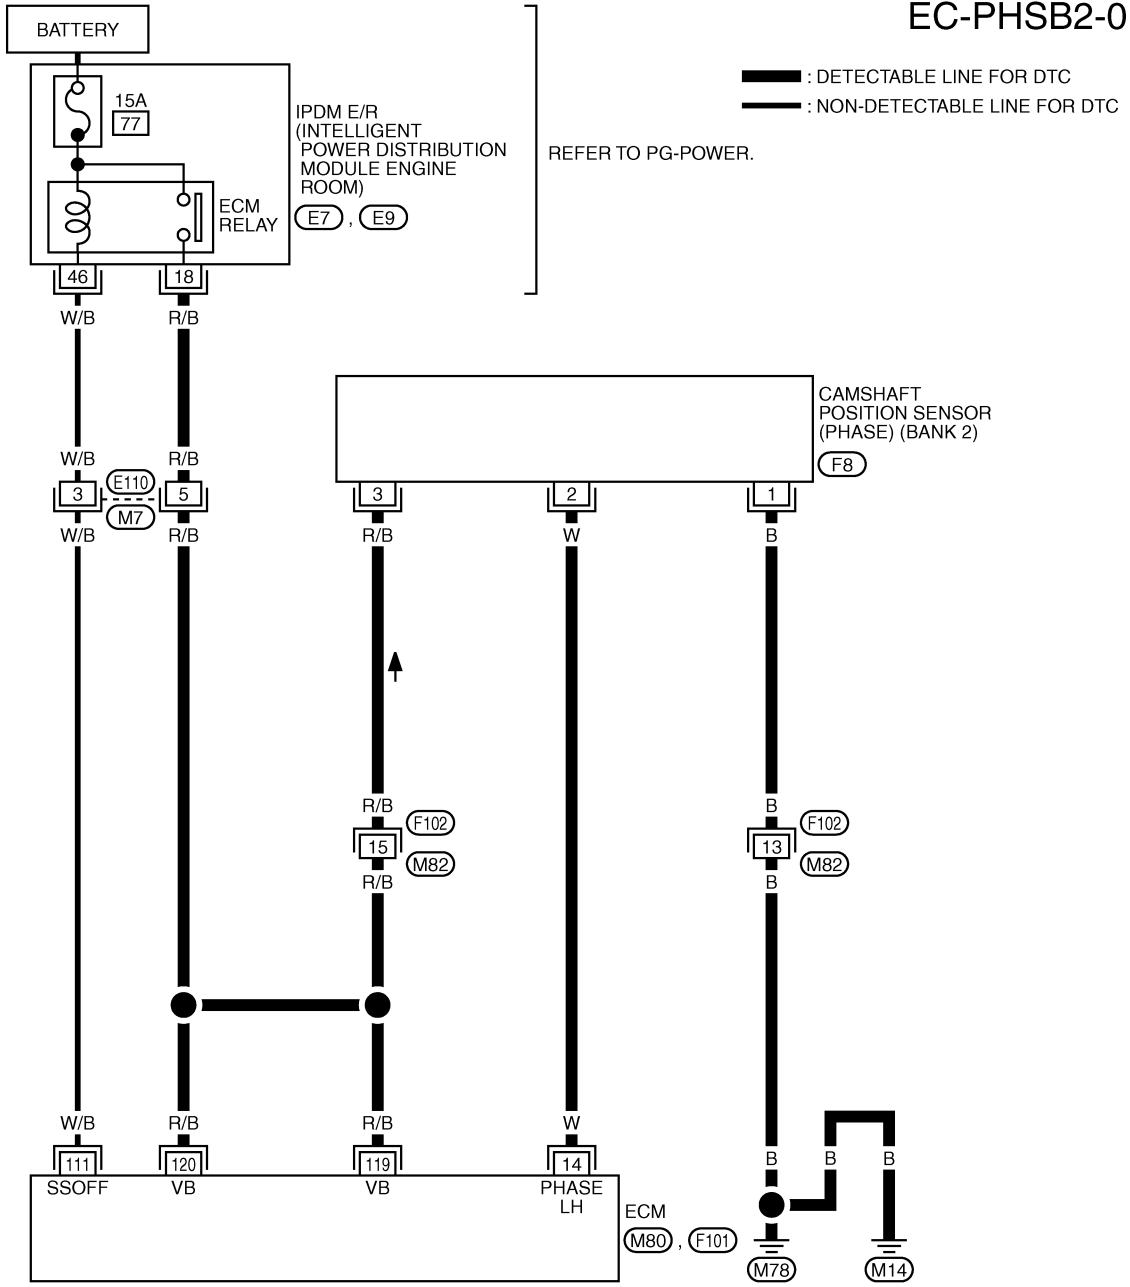 EC-PHSB2-0
BATTERY
: DETECTABLE LINE FOR DTC
: NON-DETECTABLE LINE FOR DTC
15A
77
IPDM E/R
(INTELLIGENT
POWER DISTRIBUTION
MODULE ENGINE
ROOM)
E7 , E9
REFER TO PG-POWER.
ECM
RELAY
46 18
W/B R/B
CAMSHAFT
POSITION SENSOR
(PHASE) (BANK 2)
F8
W/B R/B
3 E110 5 3 2 1
M7
W/B R/B R/B W B
R/B B
F102 F102
15 13
M82 M82
R/B B
W/B R/B R/B W
B B B
111 120 119 14
SSOFF VB VB PHASE
LH
ECM
M80 , F101
M78 M14